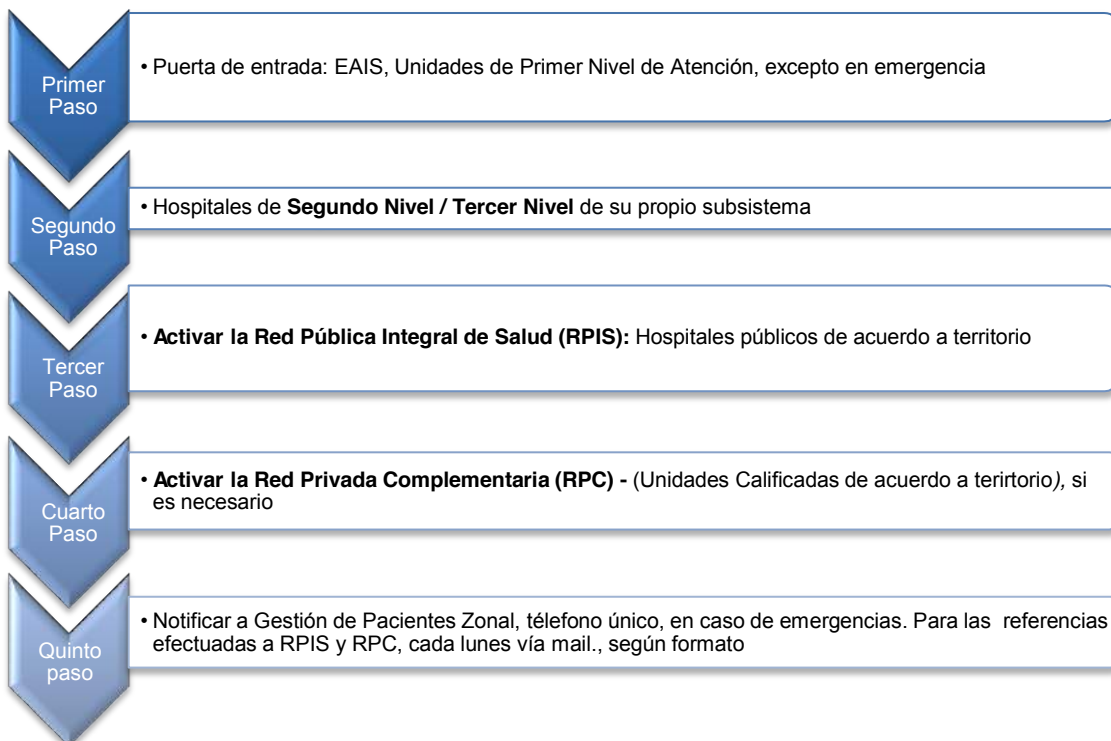 Primer
Paso
• Puerta de entrada: EAIS, Unidades de Primer Nivel de Atención, excepto en emergencia
Segundo
Paso
• Hospitales de Segundo Nivel / Tercer Nivel de su propio subsistema
Tercer
Paso
• Activar la Red Pública Integral de Salud (RPIS): Hospitales públicos de acuerdo a territorio
Cuarto
Paso
• Activar la Red Privada Complementaria (RPC) - (Unidades Calificadas de acuerdo a terirtorio), si
es necesario
Quinto
paso
• Notificar a Gestión de Pacientes Zonal, télefono único, en caso de emergencias. Para las referencias
efectuadas a RPIS y RPC, cada lunes vía mail., según formato